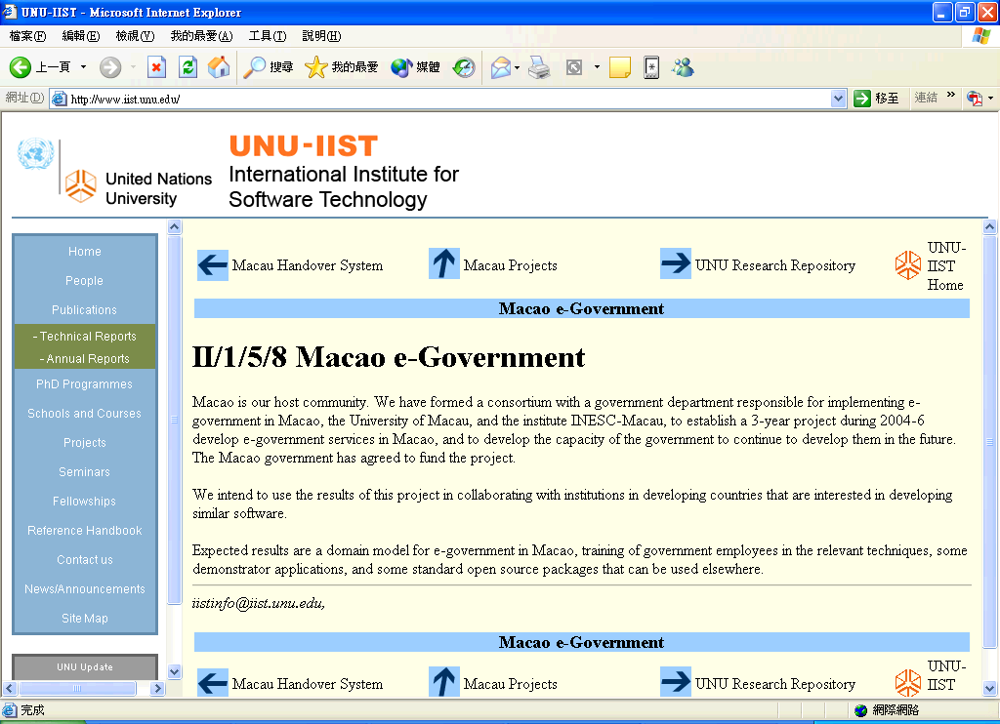 UNU-IIST - Microsoft Internet Explorer
檔案(F) 編輯(E) 檢視(V) 我的最愛(A) 工具(T) 說明(H)
上一頁 搜尋 我的最愛 媒體
網址(D) http://www.iist.unu.edu/ 移至 連結 »
UNU-IIST
International Institute for
Software Technology
United Nations
University
Home
People
Publications
- Technical Reports
- Annual Reports
PhD Programmes
Schools and Courses
Projects
Seminars
Fellowships
Reference Handbook
Contact us
News/Announcements
Site Map
UNU Update
Macau Handover System Macau Projects UNU Research Repository UNU-
IIST
Home
Macao e-Government
II/1/5/8 Macao e-Government
Macao is our host community. We have formed a consortium with a government department responsible for implementing e-
government in Macao, the University of Macau, and the institute INESC-Macau, to establish a 3-year project during 2004-6
develop e-government services in Macao, and to develop the capacity of the government to continue to develop them in the future.
The Macao government has agreed to fund the project.
We intend to use the results of this project in collaborating with institutions in developing countries that are interested in developing
similar software.
Expected results are a domain model for e-government in Macao, training of government employees in the relevant techniques, some
demonstrator applications, and some standard open source packages that can be used elsewhere.
iistinfo@iist.unu.edu,
Macao e-Government
Macau Handover System Macau Projects UNU Research Repository UNU-
IIST
完成 網際網路